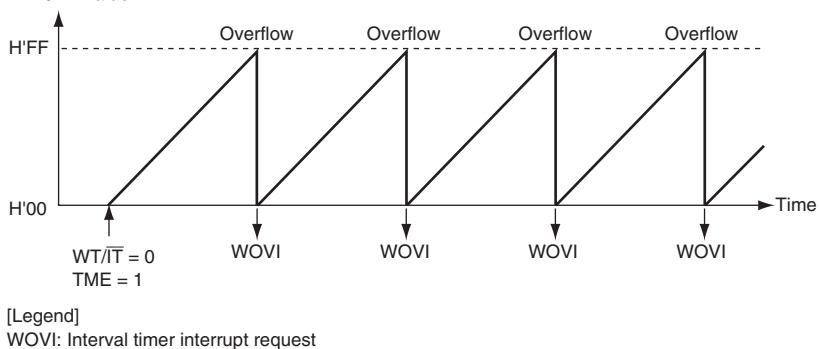 Overflow Overflow Overflow Overflow
H'FF
H'00
Time
WOVI WOVI WOVI WOVI
WT/I̅T̅ = 0
TME = 1
[Legend]
WOVI: Interval timer interrupt request